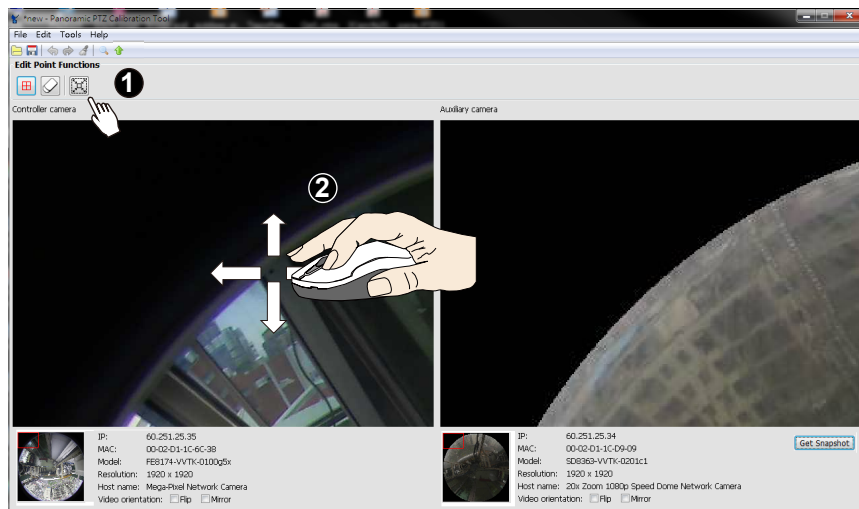 *new - Panoramic PTZ Caliboration Tool
File Edit Tools Help
Edit Point Functions
1
Controller camera
Auxiliary camera
2
IP: 60.251.25.35
MAC: 00-02-D1-1C-6C-38
Model: FE8174-VVTK-0100g5x
Resolution: 1920 x 1920
Host name: Mega-Pixel Network Camera
Video orientation: Flip Mirror
IP: 60.251.25.34
MAC: 00-02-D1-1C-D9-09
Model: SD8363-VVTK-0201c1
Resolution: 1920 x 1920
Host name: 20x Zoom 1080p Speed Dome Network Camera
Video orientation: Flip Mirror
Get Snapshot